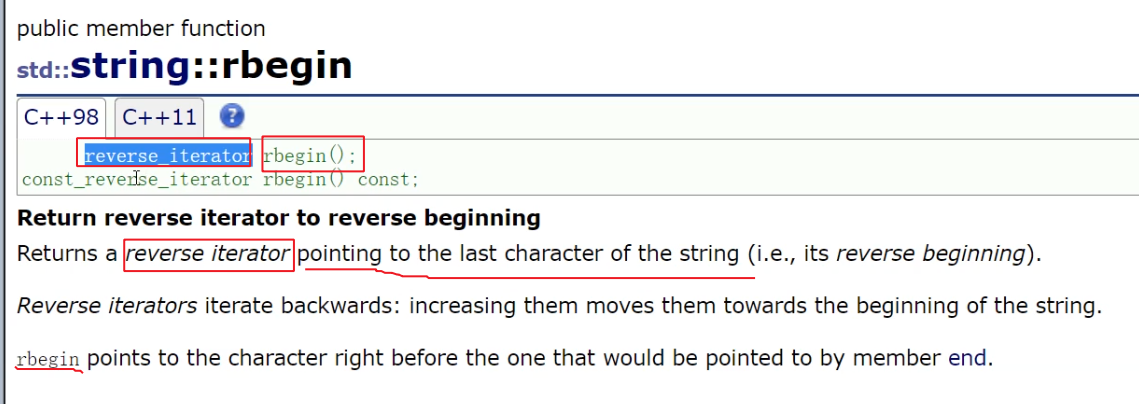 public member function
std::string::rbegin
C++98 C++11 ?
reverse_iterator rbegin();
const_reverse_iterator rbegin() const;
Return reverse iterator to reverse beginning
Returns a reverse iterator pointing to the last character of the string (i.e., its reverse beginning).
Reverse iterators iterate backwards: increasing them moves them towards the beginning of the string.
rbegin points to the character right before the one that would be pointed to by member end.